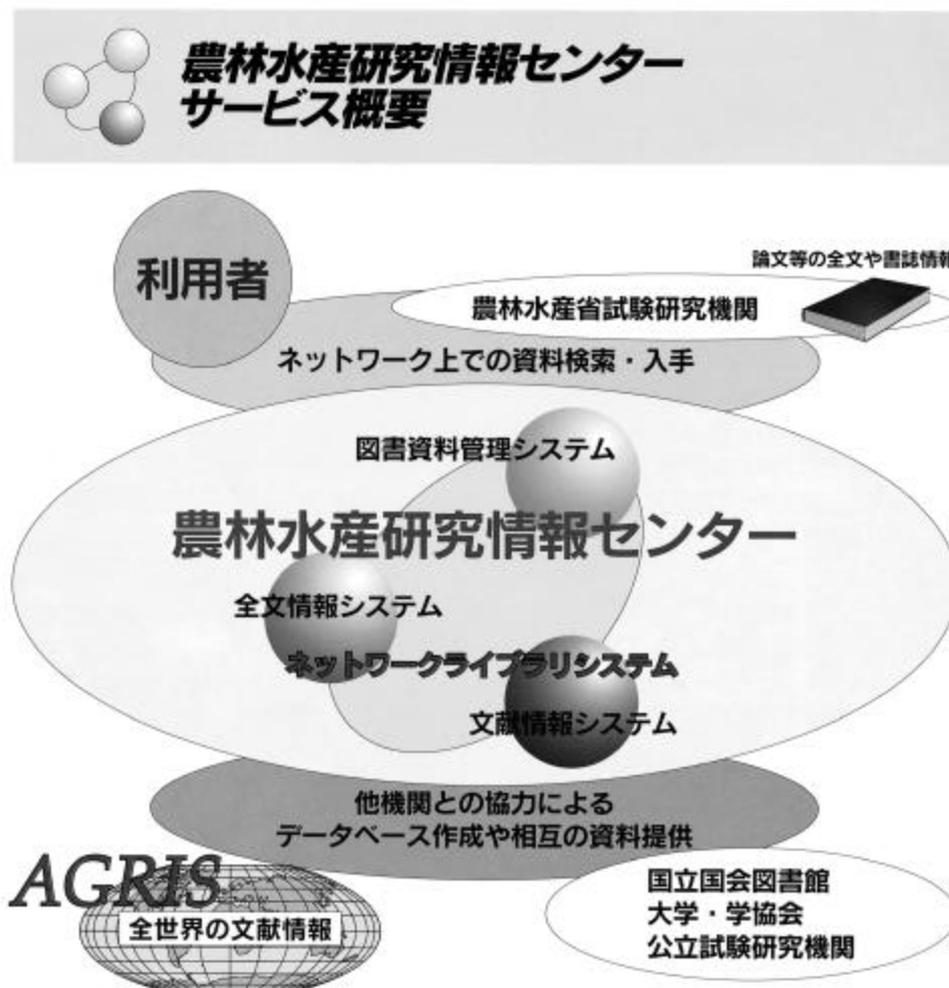 農林水産研究情報センター
サービス概要
利用者
論文等の全文や書誌情報
農林水産省試験研究機関
ネットワーク上での資料検索・入手
図書資料管理システム
農林水産研究情報センター
全文情報システム
ネットワークライブラリシステム
文献情報システム
他機関との協力による
データベース作成や相互の資料提供
AGRIS
全世界の文献情報
国立国会図書館
大学・学協会
公立試験研究機関